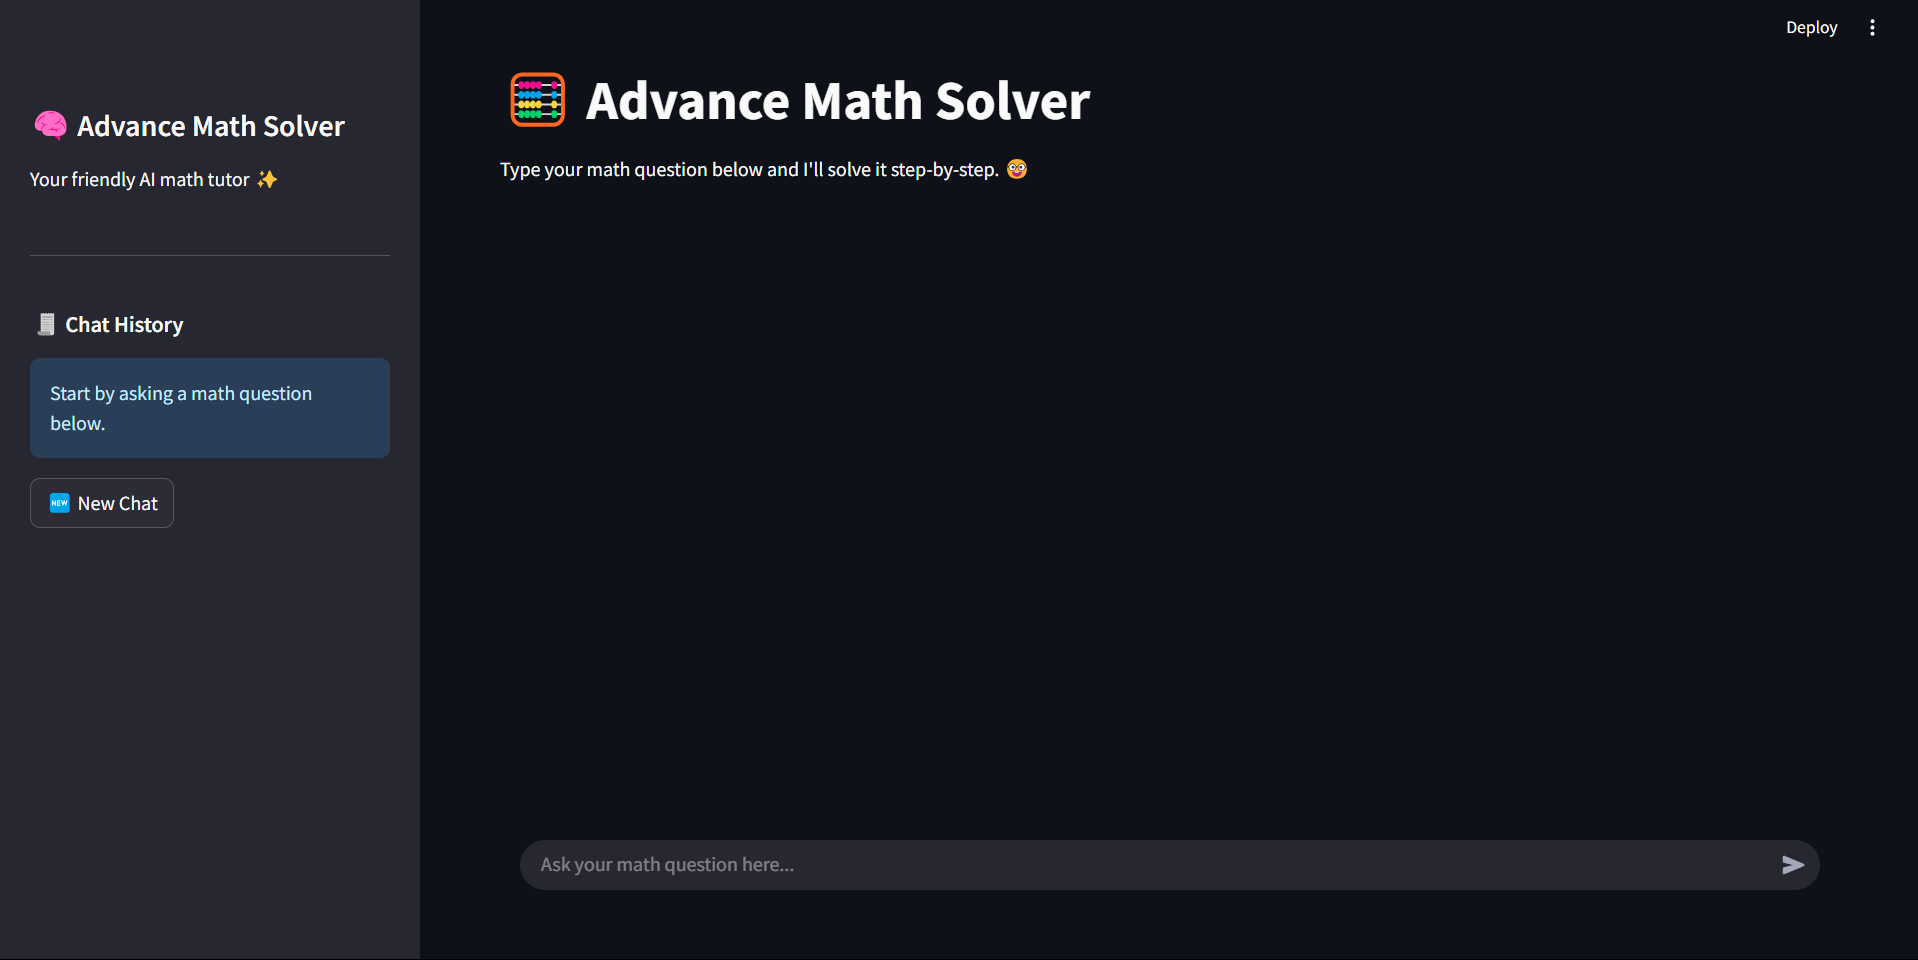 Deploy
🧠 Advance Math Solver
Your friendly AI math tutor ✨
🧾 Chat History
Start by asking a math question
below.
🆕 New Chat
🧮 Advance Math Solver
Type your math question below and I'll solve it step-by-step. 🤓
Ask your math question here...